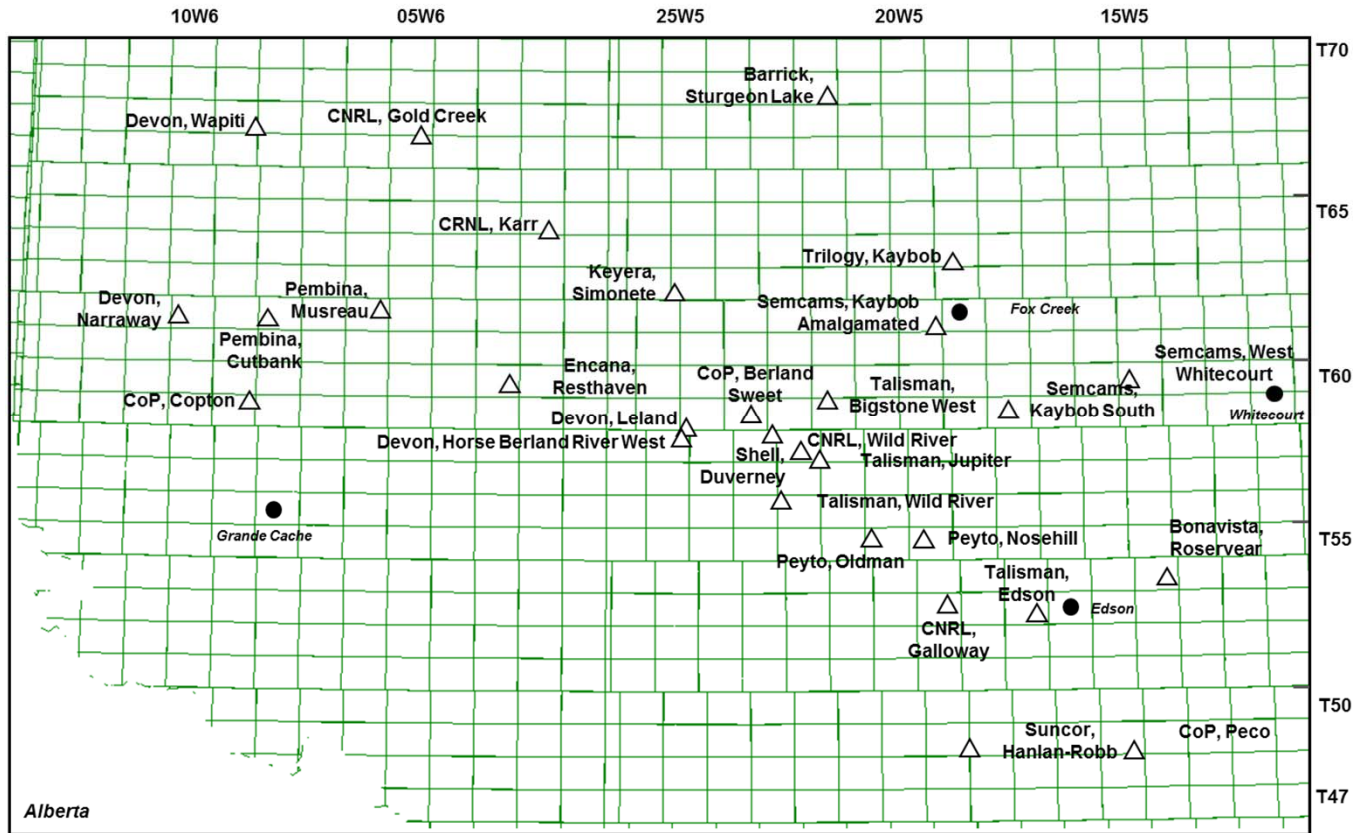 10W6 05W6 25W5 20W5 15W5
T70
Barrick,
Sturgeon Lake
Devon, Wapiti
CNRL, Gold Creek
T65
CRNL, Karr
Trilogy, Kaybob
Keyera,
Simonete
Devon,
Narraway
Pembina,
Musreau
Semcams, Kaybob
Amalgamated
Fox Creek
Pembina,
Cutbank
Semcams, West
Whitecourt
T60
Encana,
Resthaven
CoP, Berland
Sweet
Talisman,
Bigstone West
Semcams,
Kaybob South
Whitecourt
CoP, Copton
Devon, Leland
Devon, Horse Berland River West
CNRL, Wild River
Shell,
Duverney
Talisman, Jupiter
Talisman, Wild River
Grande Cache
T55
Bonavista,
Roservear
Peyto, Nosehill
Peyto, Oldman
Talisman,
Edson
Edson
CNRL,
Galloway
T50
Suncor,
Hanlan-Robb
CoP, Peco
T47
Alberta